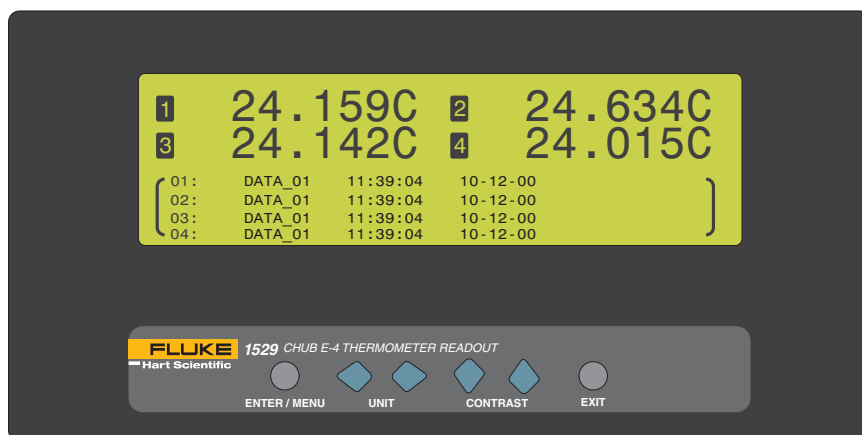 1 24.159C 2 24.634C
3 24.142C 4 24.015C
01: DATA_01 11:39:04 10-12-00
02: DATA_01 11:39:04 10-12-00
03: DATA_01 11:39:04 10-12-00
04: DATA_01 11:39:04 10-12-00
FLUKE 1529 CHUB E-4 THERMOMETER READOUT
Hart Scientific
ENTER / MENU UNIT CONTRAST EXIT